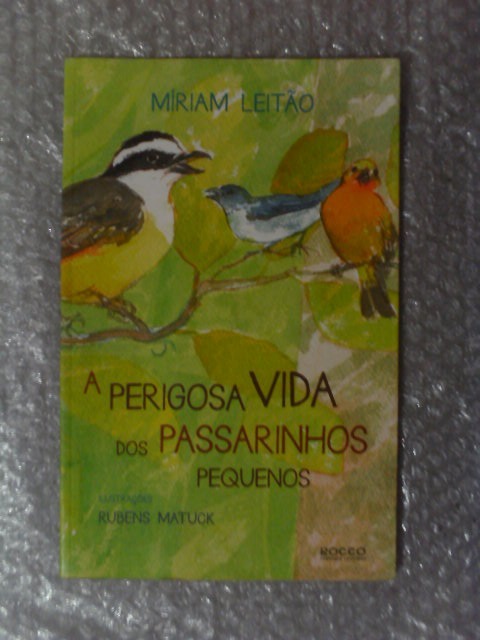 MÍRIAM LEITÃO
A PERIGOSA VIDA
DOS PASSARINHOS
PEQUENOS
ILUSTRAÇÕES
RUBENS MATUCK
ROCCO